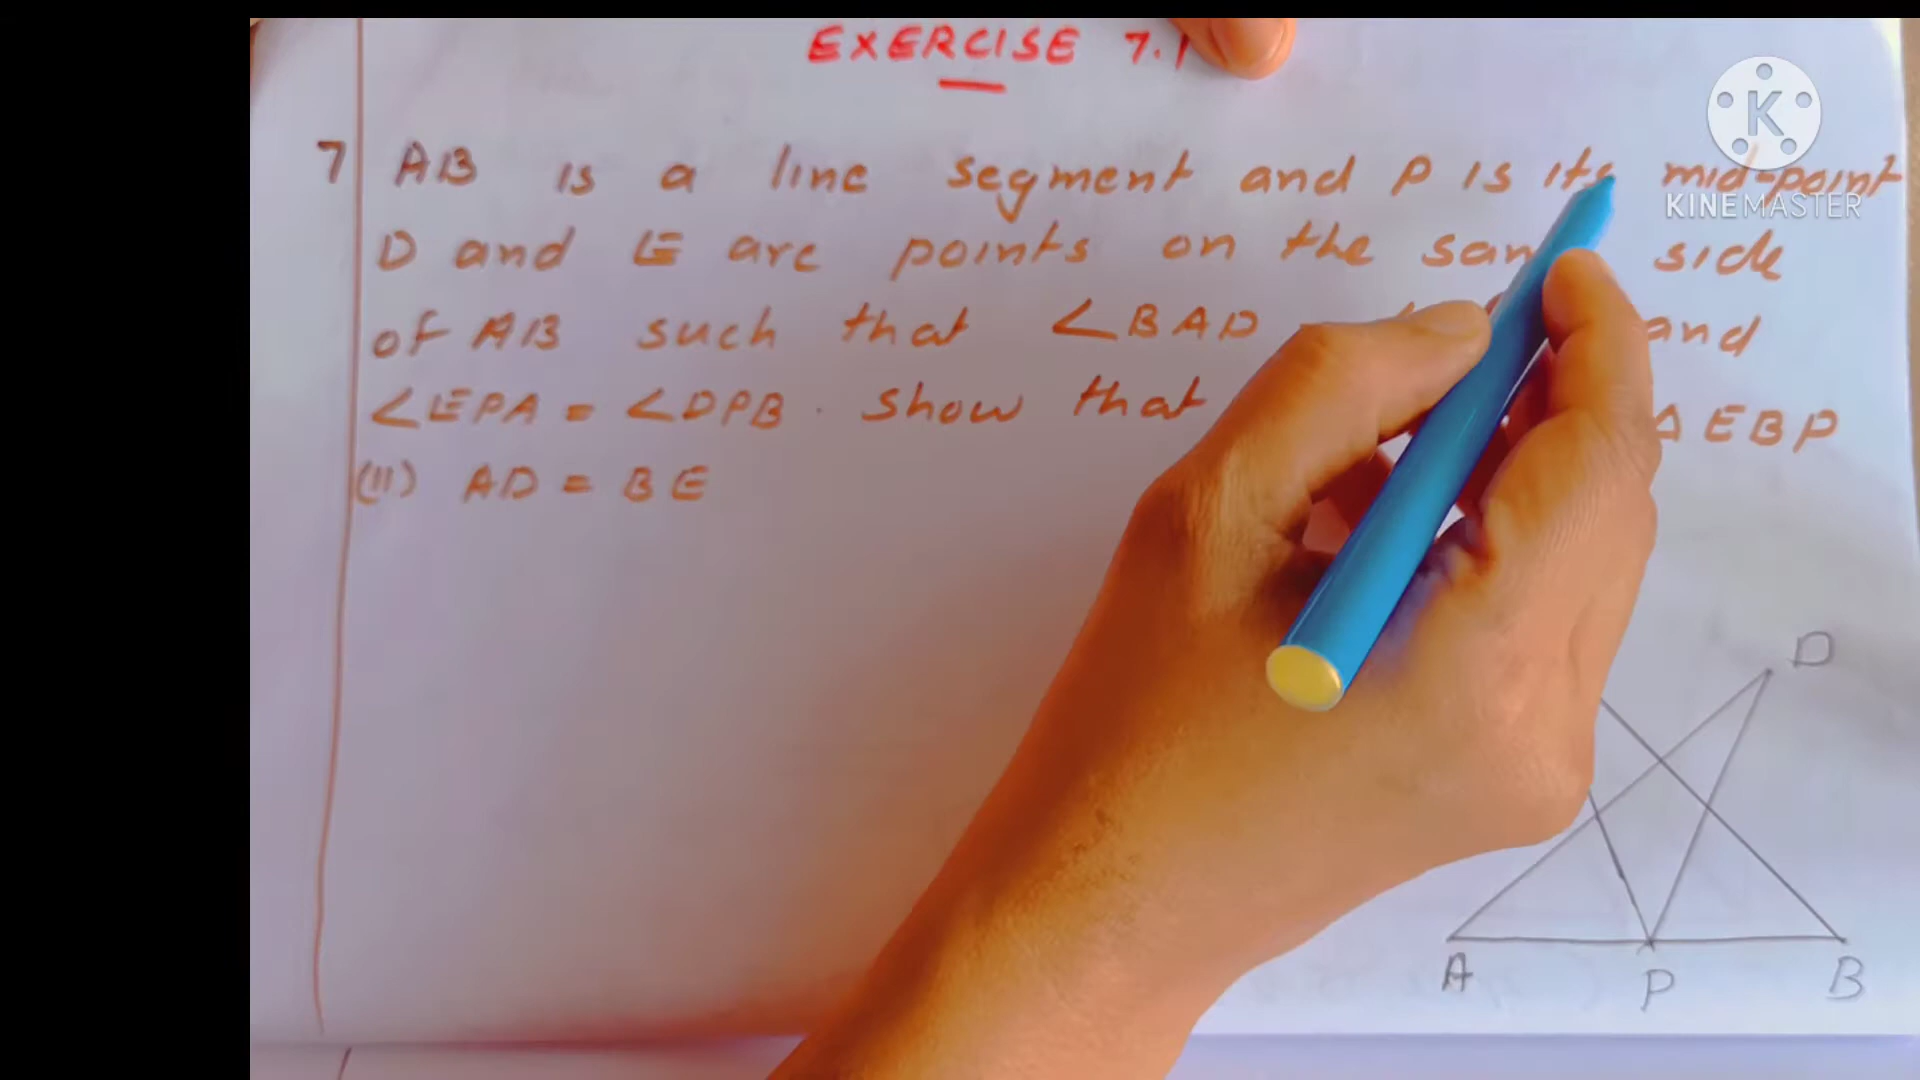 EXERCISE 7.1
7 AB is a line segment and P is its mid-point
D and E are points on the same side
of AB such that ∠BAD and
∠EPA = ∠DPB. show that Δ EBP
(ii) AD = BE
K
KINEMASTER
D
A P B